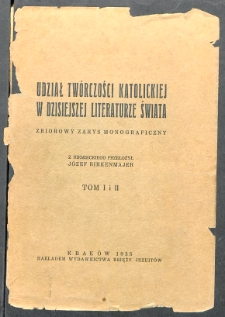 UDZIAŁ TWÓRCZOŚCI KATOLICKIEJ
W DZISIEJSZEJ LITERATURZE ŚWIATA
ZBIOROWY ZARYS MONOGRAFICZNY
Z NIEMIECKIEGO PRZEŁOŻYŁ
JÓZEF BIRKENMAJER
TOM I i II
KRAKÓW 1933
NAKŁADEM WYDAWNICTWA KSIĘŻY JEZUITÓW